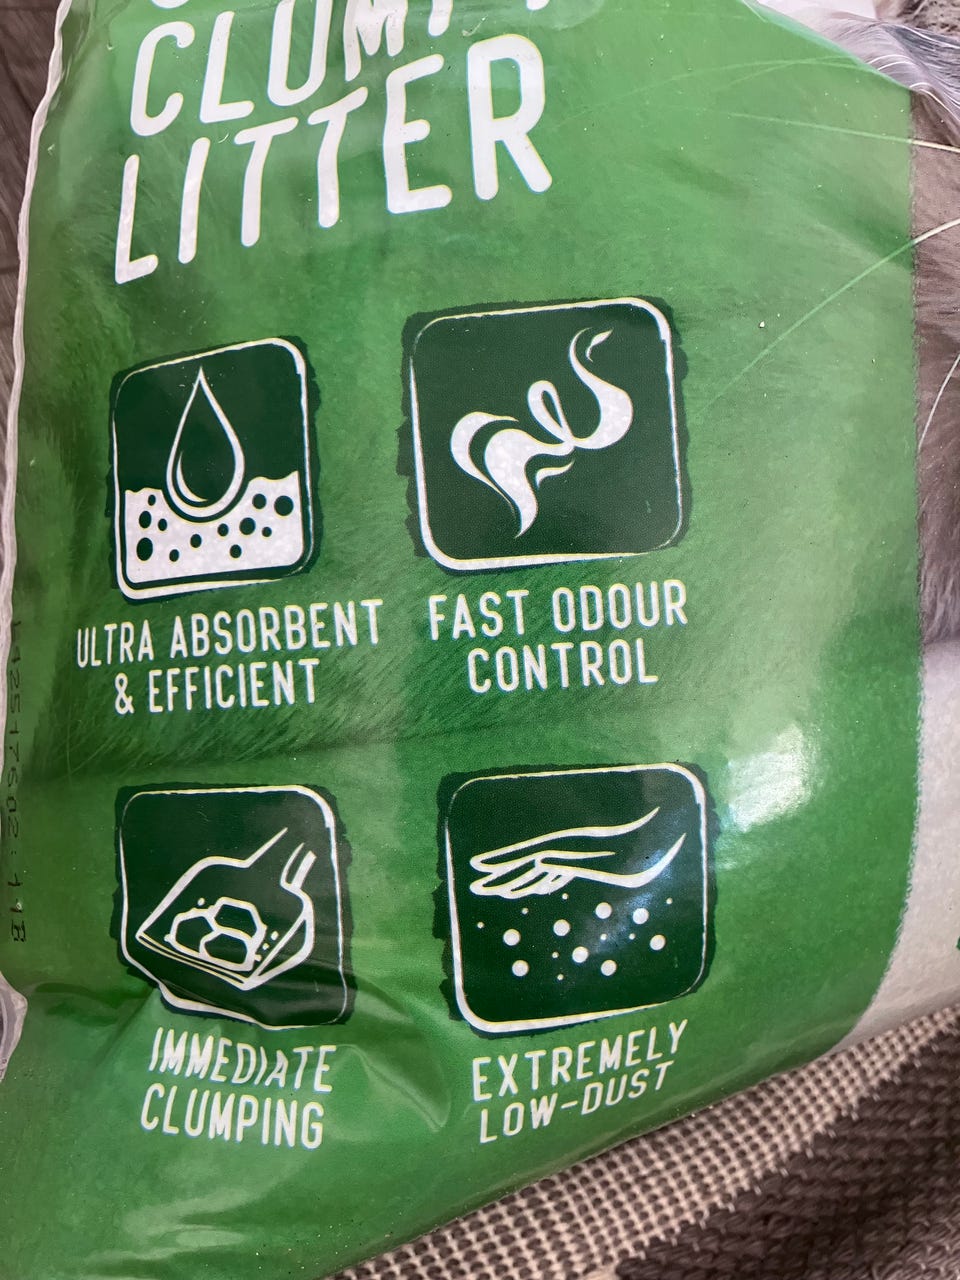 LITTER
ULTRA ABSORBENT
& EFFICIENT
FAST ODOUR
CONTROL
IMMEDIATE
CLUMPING
EXTREMELY
LOW-DUST